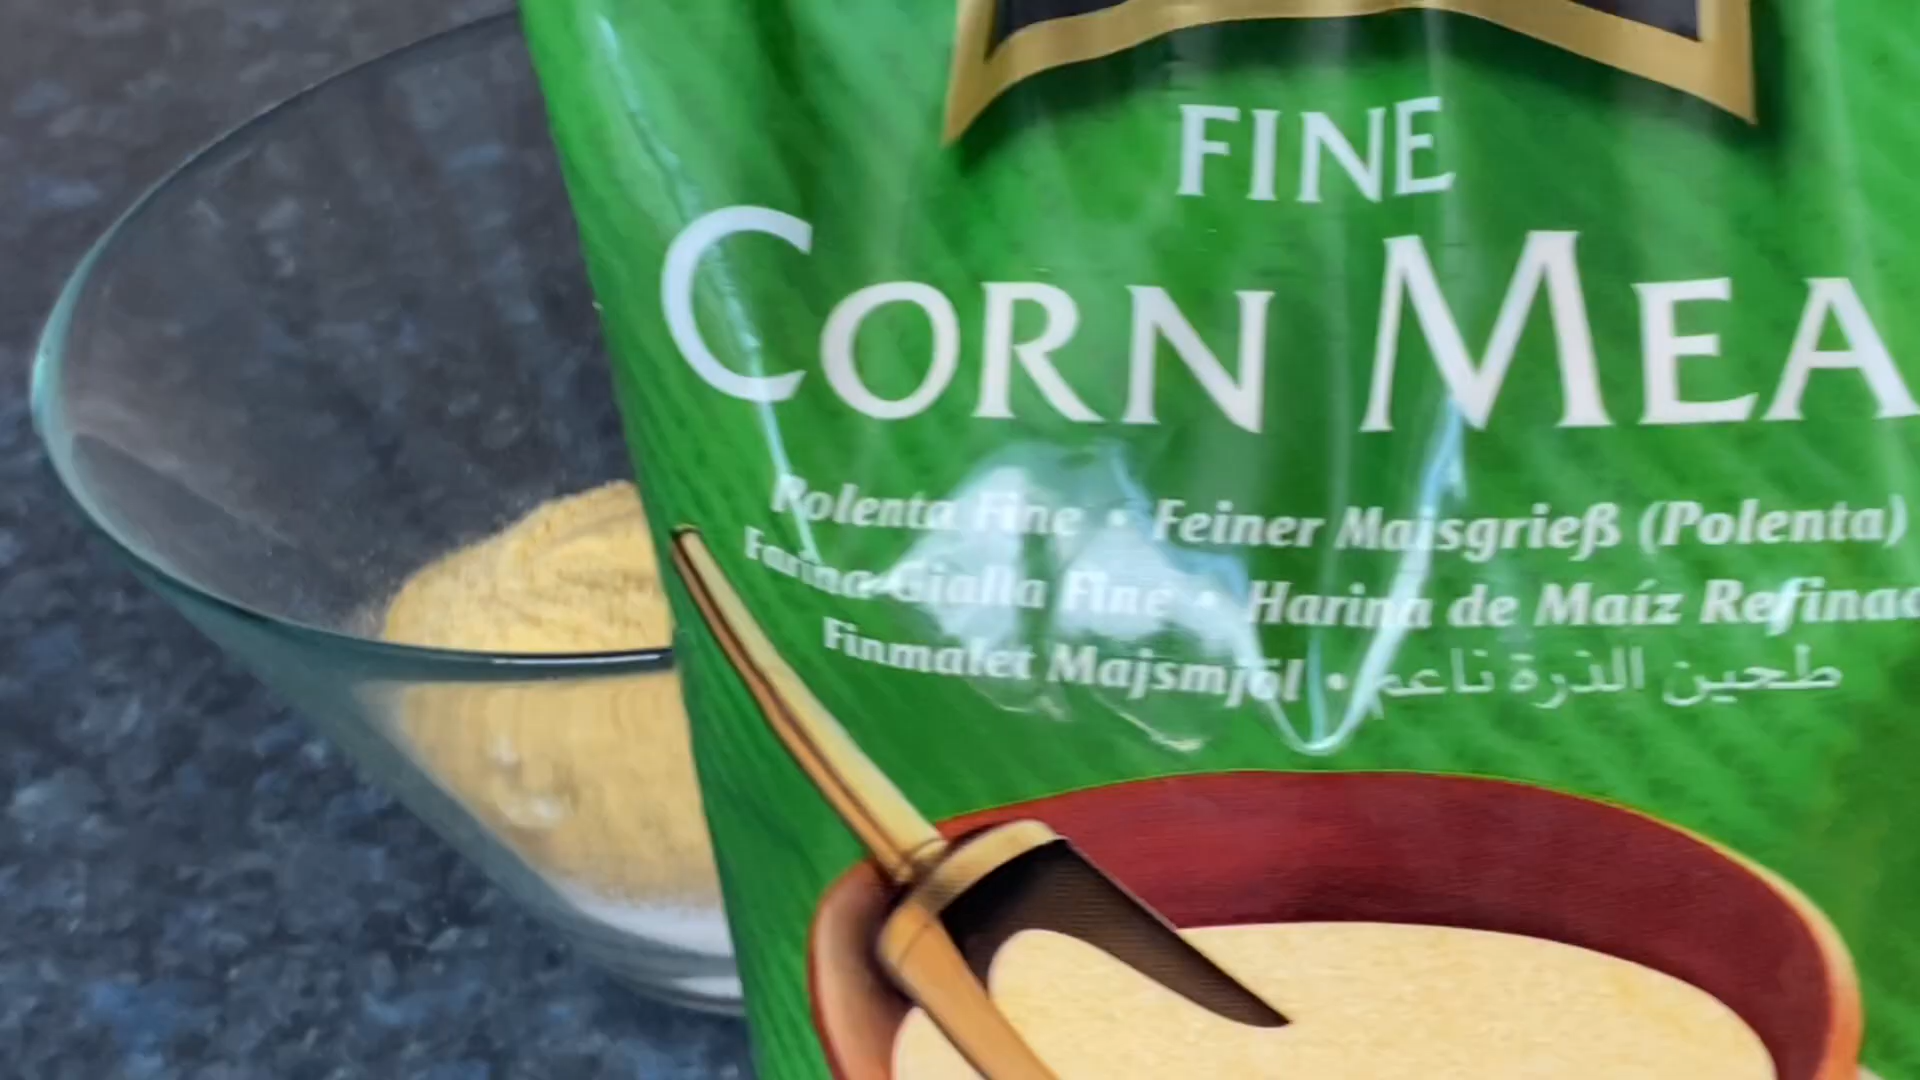 FINE
CORN MEA
Polenta Fine • Feiner Maisgrieß (Polenta)
Farina Gialla Fine • Harina de Maíz Refinad
Finmalet Majsmjöl • طحين الذرة ناعم